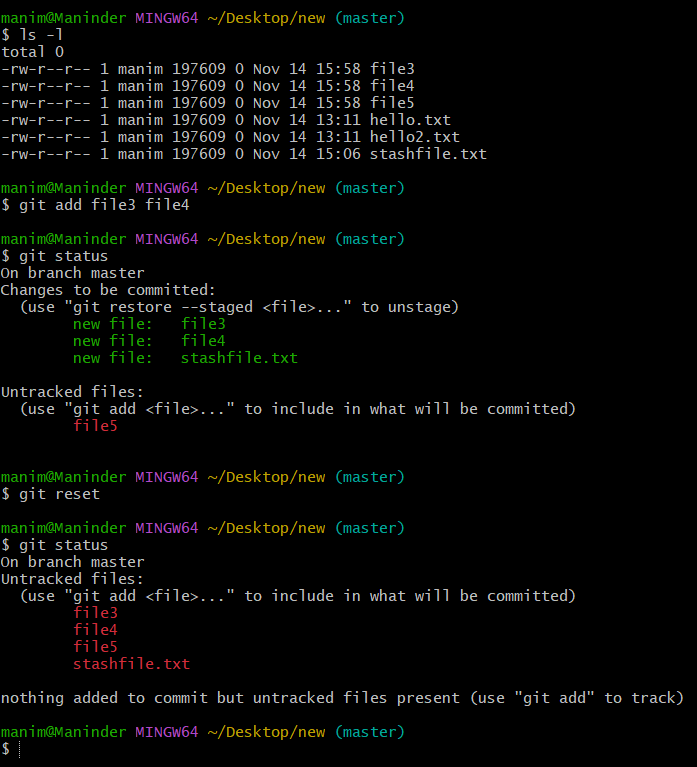 manim@Maninder MINGW64 ~/Desktop/new (master)
$ ls -l
total 0
-rw-r--r-- 1 manim 197609 0 Nov 14 15:58 file3
-rw-r--r-- 1 manim 197609 0 Nov 14 15:58 file4
-rw-r--r-- 1 manim 197609 0 Nov 14 15:58 file5
-rw-r--r-- 1 manim 197609 0 Nov 14 13:11 hello.txt
-rw-r--r-- 1 manim 197609 0 Nov 14 13:11 hello2.txt
-rw-r--r-- 1 manim 197609 0 Nov 14 15:06 stashfile.txt
manim@Maninder MINGW64 ~/Desktop/new (master)
$ git add file3 file4
manim@Maninder MINGW64 ~/Desktop/new (master)
$ git status
On branch master
Changes to be committed:
  (use "git restore --staged <file>..." to unstage)
        new file:   file3
        new file:   file4
        new file:   stashfile.txt
Untracked files:
  (use "git add <file>..." to include in what will be committed)
        file5
manim@Maninder MINGW64 ~/Desktop/new (master)
$ git reset
manim@Maninder MINGW64 ~/Desktop/new (master)
$ git status
On branch master
Untracked files:
  (use "git add <file>..." to include in what will be committed)
        file3
        file4
        file5
        stashfile.txt
nothing added to commit but untracked files present (use "git add" to track)
manim@Maninder MINGW64 ~/Desktop/new (master)
$